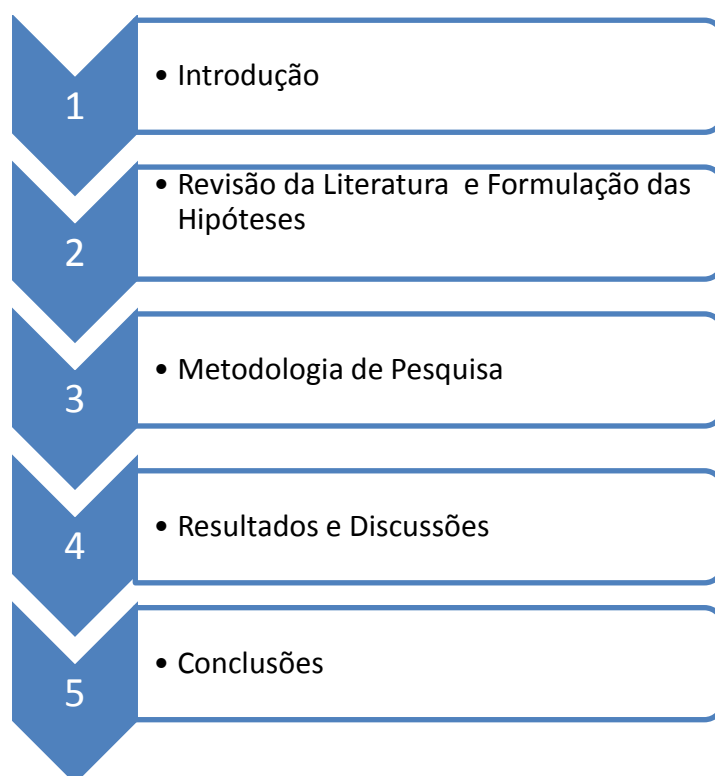 1
• Introdução
2
• Revisão da Literatura e Formulação das
Hipóteses
3
• Metodologia de Pesquisa
4
• Resultados e Discussões
5
• Conclusões